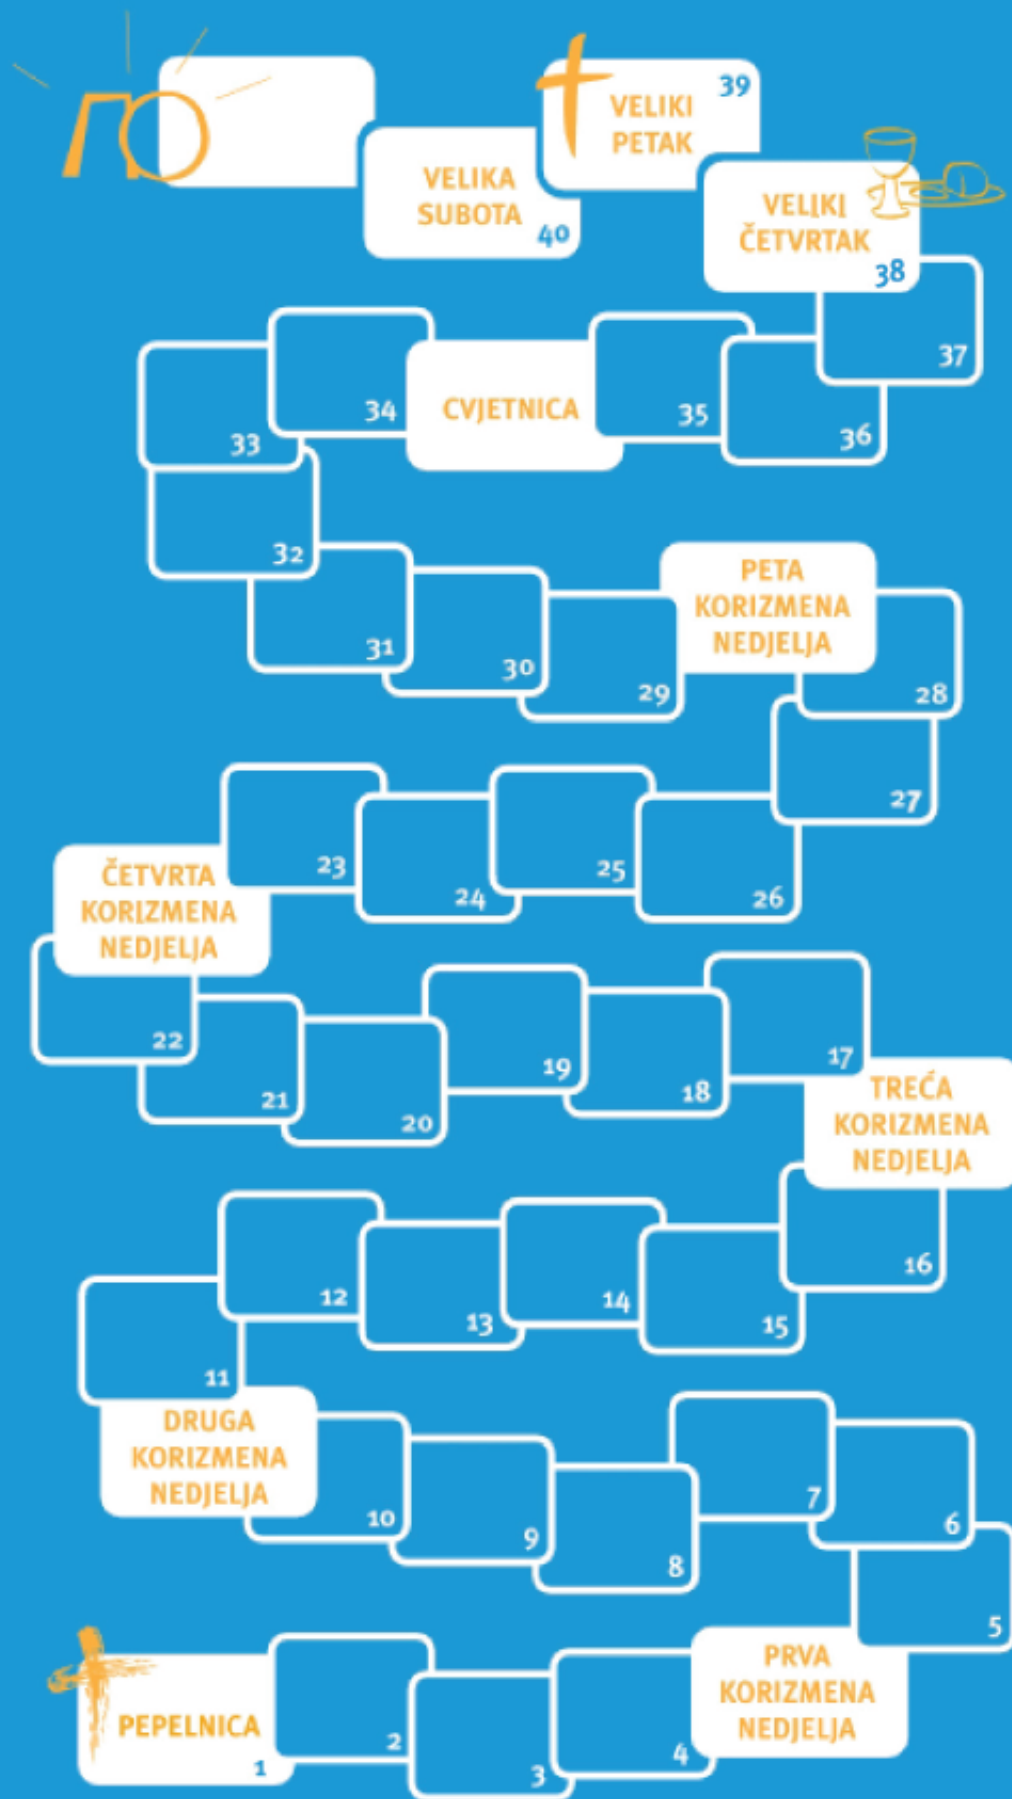 VELIKI
PETAK
39
VELIKA
SUBOTA
40
VELIKI
ČETVRTAK
38
37
33
34
CVJETNICA
35
36
32
31
30
29
PETA
KORIZMENA
NEDJELJA
28
27
23
24
25
26
ČETVRTA
KORIZMENA
NEDJELJA
22
21
20
19
18
17
TREĆA
KORIZMENA
NEDJELJA
16
12
13
14
15
11
DRUGA
KORIZMENA
NEDJELJA
10
9
8
7
6
5
PEPELNICA
1
2
3
4
PRVA
KORIZMENA
NEDJELJA